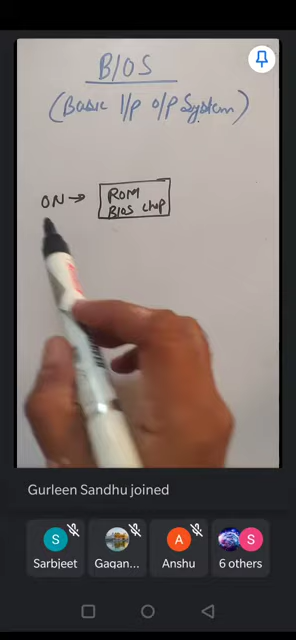 BIOS
(Basic I/p O/p System)
ON → ROM
BIOS chip
Gurleen Sandhu joined
S A S
Sarbjeet Gagan... Anshu 6 others